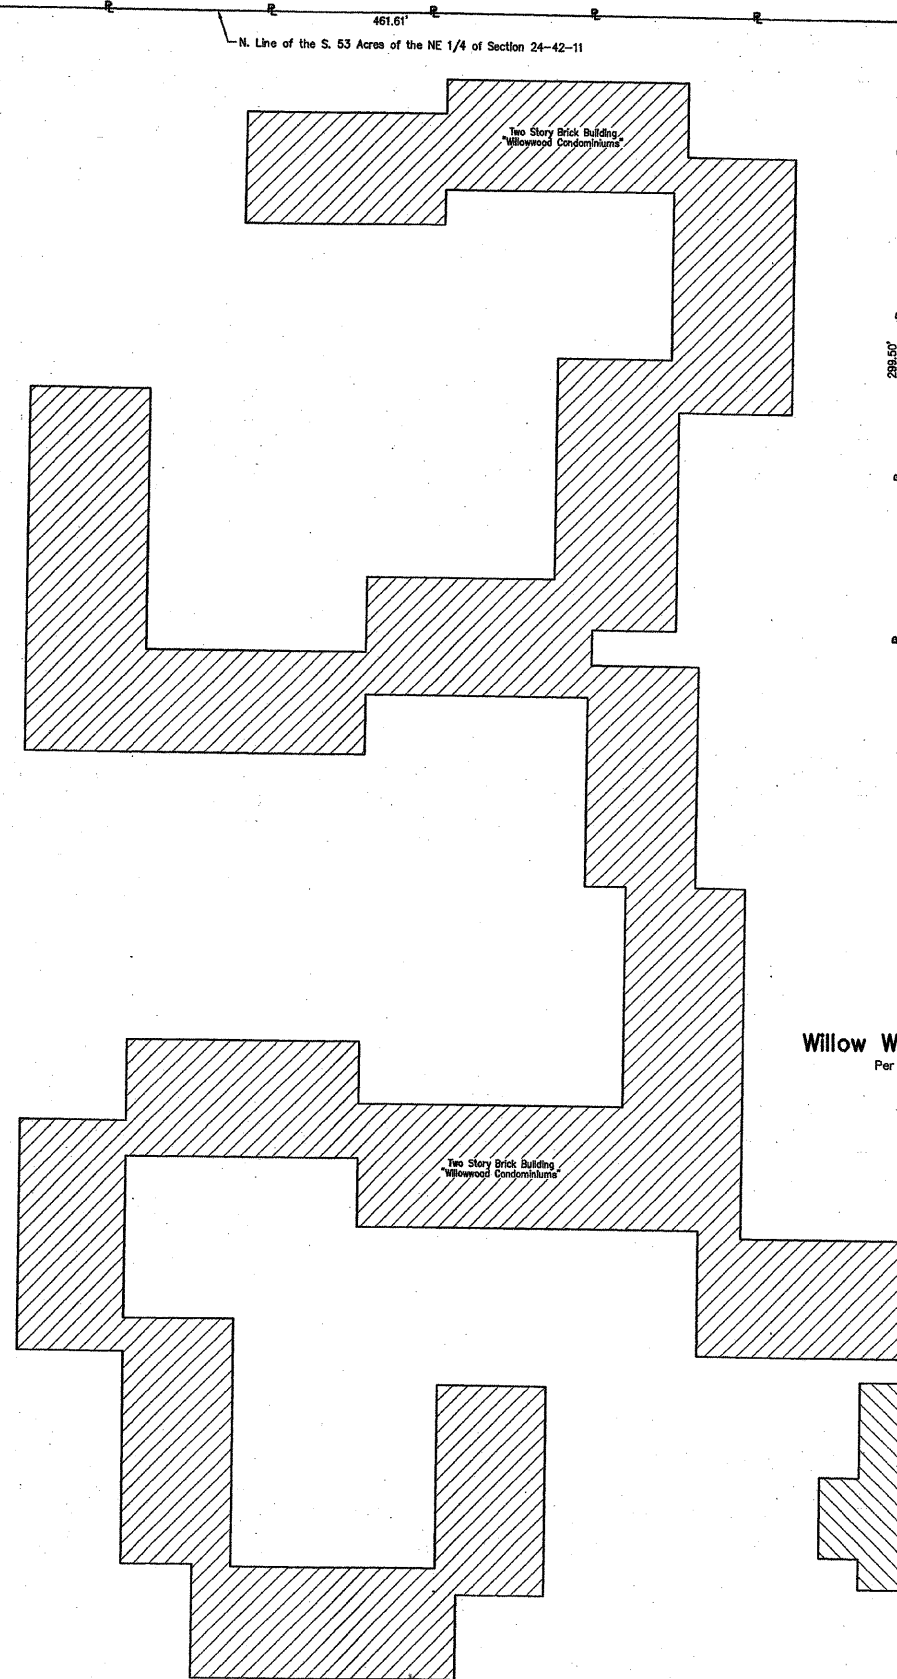 461.61'
N. Line of the S. 53 Acres of the NE 1/4 of Section 24-42-11
Two Story Brick Building
"Willowwood Condominiums"
299.50'
Willow W
Per
Two Story Brick Building
"Willowwood Condominiums"